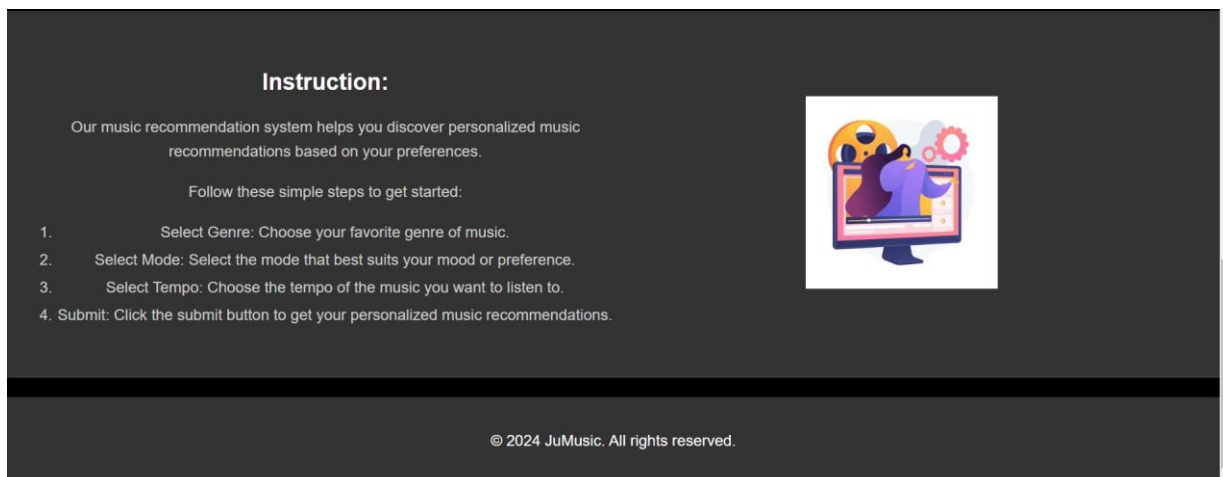 Instruction:
Our music recommendation system helps you discover personalized music
recommendations based on your preferences.
Follow these simple steps to get started:
1. Select Genre: Choose your favorite genre of music.
2. Select Mode: Select the mode that best suits your mood or preference.
3. Select Tempo: Choose the tempo of the music you want to listen to.
4. Submit: Click the submit button to get your personalized music recommendations.
© 2024 JuMusic. All rights reserved.